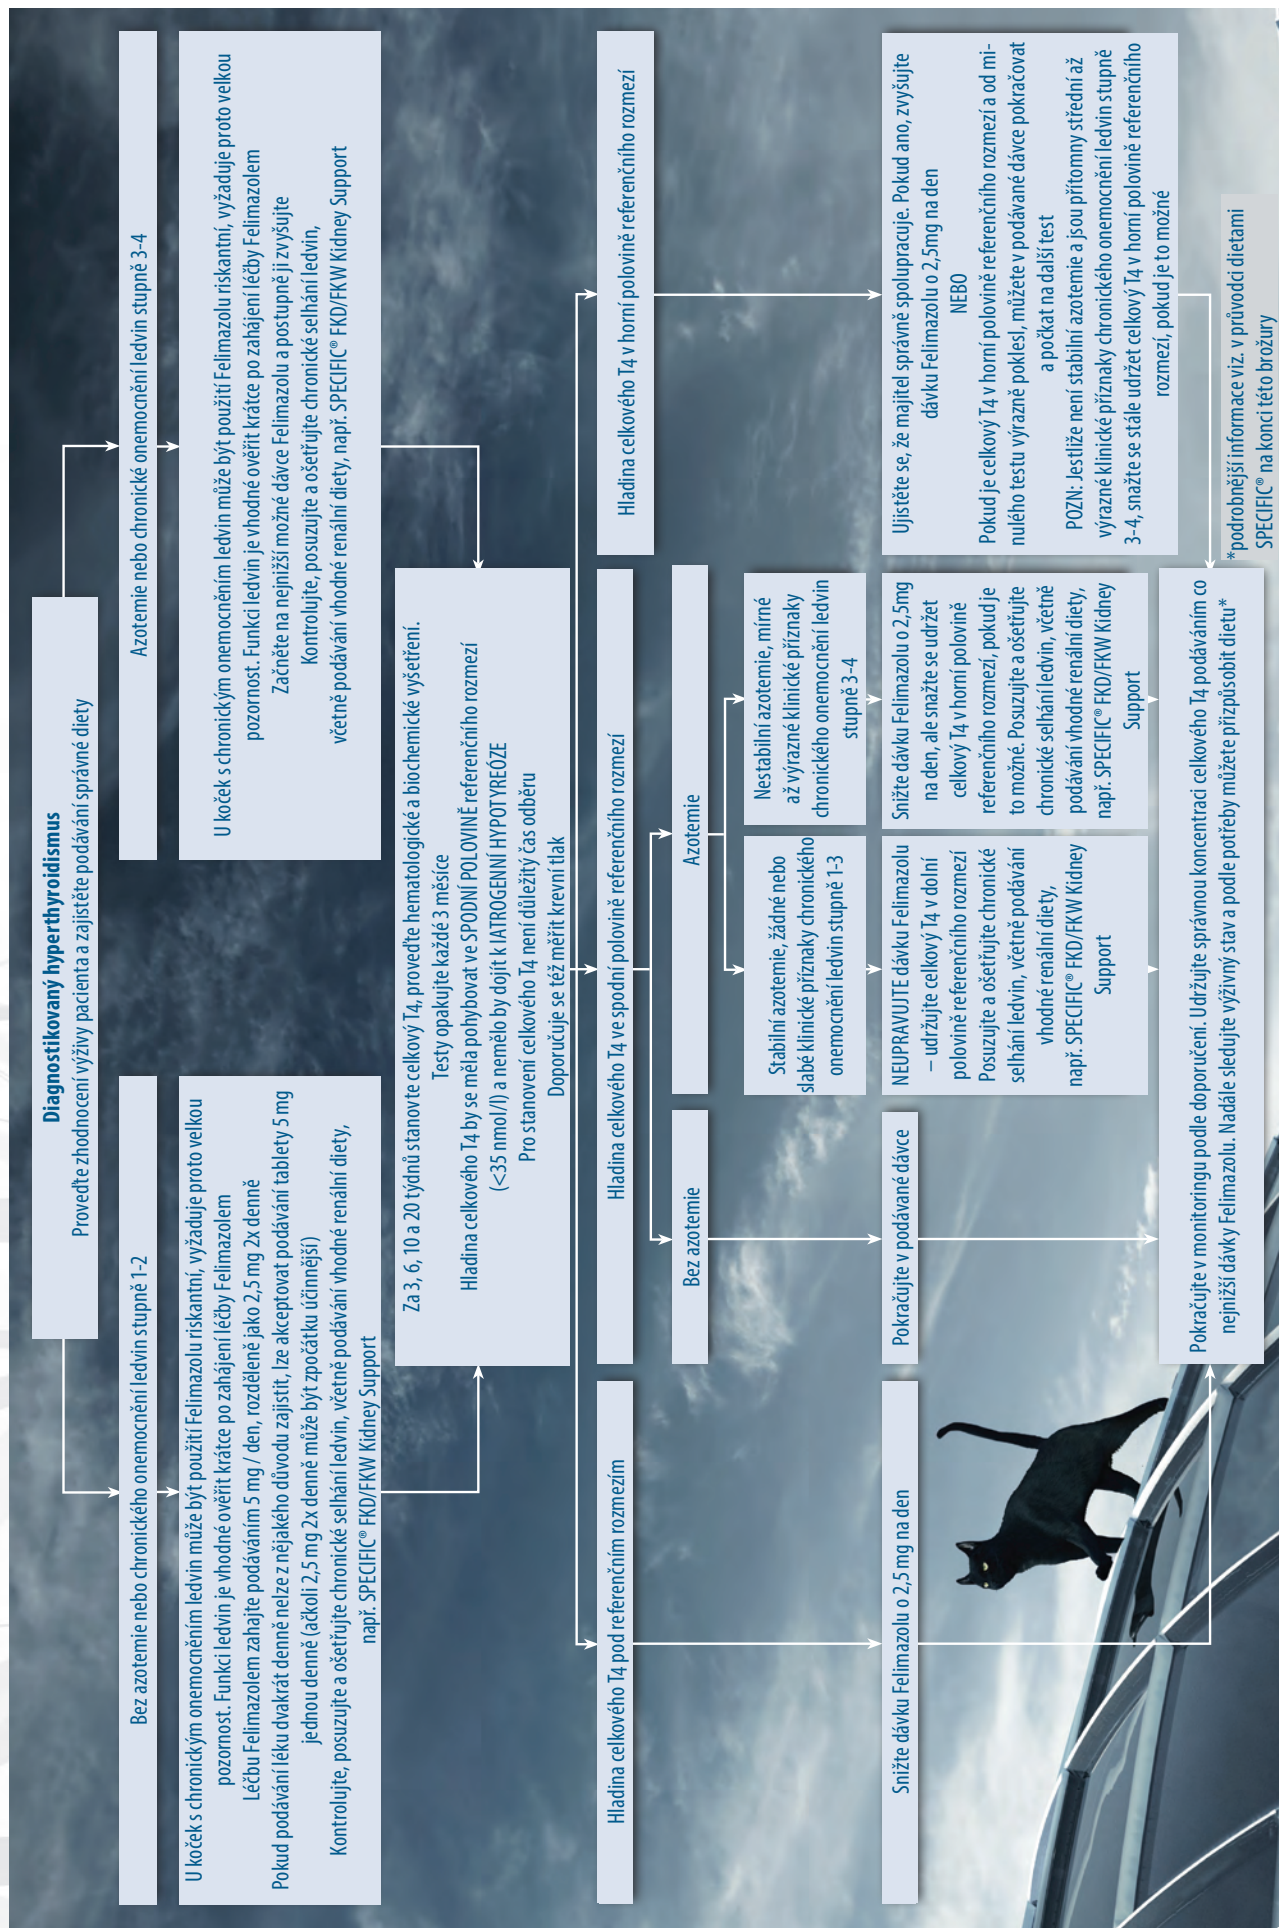 Diagnostikovaný hyperthyroidismus
Proveďte zhodnocení výživy pacienta a zajistěte podávání správné diety
Bez azotemie nebo chronického onemocnění ledvin stupně 1-2
U koček s chronickým onemocněním ledvin může být použití Felimazolu riskantní, vyžaduje proto velkou
pozornost. Funkci ledvin je vhodné ověřit krátce po zahájení léčby Felimazolem
Léčbu Felimazolem zahajte podáváním 5 mg / den, rozděleně jako 2,5 mg 2x denně
Pokud podávání léku dvakrát denně nelze z nějakého důvodu zajistit, lze akceptovat podávání tablety 5 mg
jednou denně (ačkoli 2,5 mg 2x denně může být zpočátku účinnější)
Kontrolujte, posuzujte a ošetřujte chronické selhání ledvin, včetně podávání vhodné renální diety,
např. SPECIFIC® FKD/FKW Kidney Support
Azotemie nebo chronické onemocnění ledvin stupně 3-4
U koček s chronickým onemocněním ledvin může být použití Felimazolu riskantní, vyžaduje proto velkou
pozornost. Funkci ledvin je vhodné ověřit krátce po zahájení léčby Felimazolem
Začněte na nejnižší možné dávce Felimazolu a postupně ji zvyšujte
Kontrolujte, posuzujte a ošetřujte chronické selhání ledvin,
včetně podávání vhodné renální diety, např. SPECIFIC® FKD/FKW Kidney Support
Za 3, 6, 10 a 20 týdnů stanovte celkový T4, proveďte hematologické a biochemické vyšetření.
Testy opakujte každé 3 měsíce
Hladina celkového T4 by se měla pohybovat ve SPODNÍ POLOVINĚ referenčního rozmezí
(<35 nmol/l) a nemělo by dojít k IATROGENNÍ HYPOTYREÓZE
Pro stanovení celkového T4 není důležitý čas odběru
Doporučuje se též měřit krevní tlak
Hladina celkového T4 pod referenčním rozmezím
Snižte dávku Felimazolu o 2,5 mg na den
Hladina celkového T4 ve spodní polovině referenčního rozmezí
Bez azotemie
Pokračujte v podávané dávce
Azotemie
Stabilní azotemie, žádné nebo
slabé klinické příznaky chronického
onemocnění ledvin stupně 1-3
NEUPRAVUJTE dávku Felimazolu
– udržujte celkový T4 v dolní
polovině referenčního rozmezí
Posuzujte a ošetřujte chronické
selhání ledvin, včetně podávání
vhodné renální diety,
např. SPECIFIC® FKD/FKW Kidney
Support
Nestabilní azotemie, mírné
až výrazné klinické příznaky
chronického onemocnění ledvin
stupně 3-4
Snižte dávku Felimazolu o 2,5mg
na den, ale snažte se udržet
celkový T4 v horní polovině
referenčního rozmezí, pokud je
to možné. Posuzujte a ošetřujte
chronické selhání ledvin, včetně
podávání vhodné renální diety,
např. SPECIFIC® FKD/FKW Kidney
Support
Hladina celkového T4 v horní polovině referenčního rozmezí
Ujistěte se, že majitel správně spolupracuje. Pokud ano, zvyšujte
dávku Felimazolu o 2,5mg na den
NEBO
Pokud je celkový T4 v horní polovině referenčního rozmezí a od mi-
nulého testu výrazně poklesl, můžete v podávané dávce pokračovat
a počkat na další test
POZN: Jestliže není stabilní azotemie a jsou přítomny střední až
výrazné klinické příznaky chronického onemocnění ledvin stupně
3-4, snažte se stále udržet celkový T4 v horní polovině referenčního
rozmezí, pokud je to možné
Pokračujte v monitoringu podle doporučení. Udržujte správnou koncentraci celkového T4 podáváním co
nejnižší dávky Felimazolu. Nadále sledujte výživný stav a podle potřeby můžete přizpůsobit dietu*
*podrobnější informace viz. v průvodci dietami
SPECIFIC® na konci této brožury